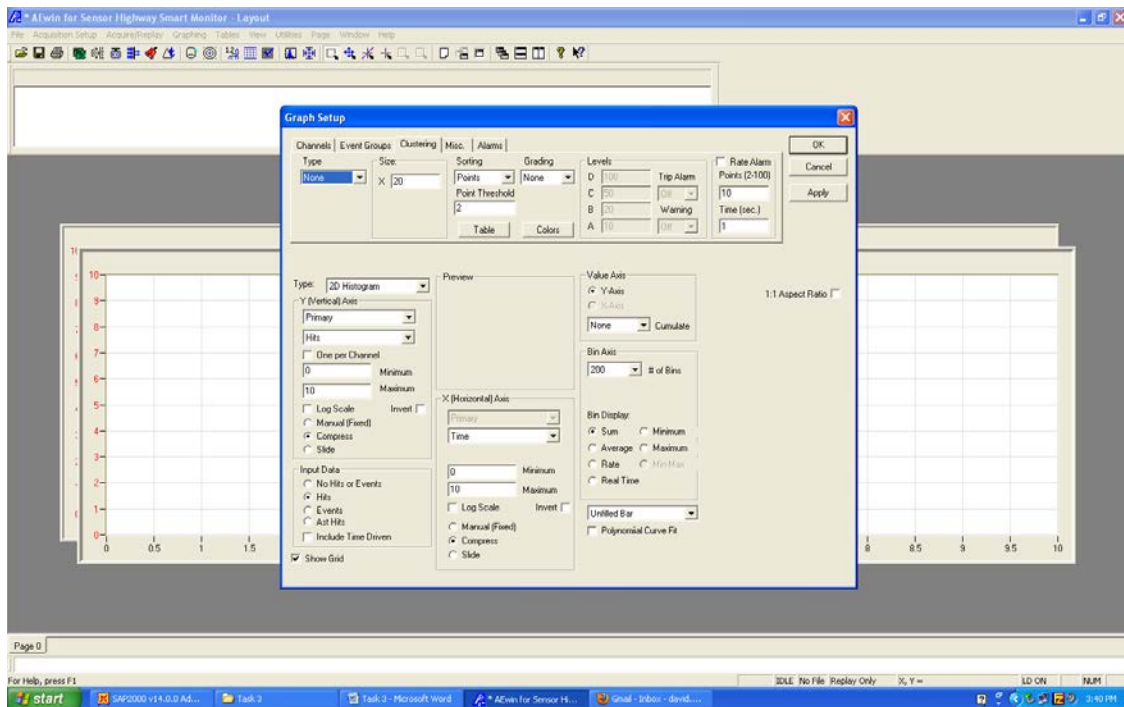 * AEwin for Sensor Highway Smart Monitor - Layout
File Acquisition Setup Acquire/Replay Graphing Tables View Utilities Page Window Help
Graph Setup
Channels Event Groups Clustering Misc. Alarms
OK
Cancel
Apply
Type
None
Size:
X 20
Sorting
Points
Grading
None
Point Threshold
2
Table
Colors
Levels
D 100
C 50
B 20
A 10
Trip Alarm
Off
Warning
Off
Rate Alarm
Points (2-100)
10
Time (sec.)
1
Type: 2D Histogram
Y (Vertical) Axis
Primary
Hits
One per Channel
0 Minimum
10 Maximum
Log Scale Invert
Manual (Fixed)
Compress
Slide
Input Data
No Hits or Events
Hits
Events
Ast Hits
Include Time Driven
Show Grid
Preview
X (Horizontal) Axis
Primary
Time
0 Minimum
10 Maximum
Log Scale Invert
Manual (Fixed)
Compress
Slide
Value Axis
Y-Axis
X-Axis
None Cumulate
Bin Axis
200 # of Bins
Bin Display:
Sum Minimum
Average Maximum
Rate Min Max
Real Time
Unfilled Bar
Polynomial Curve Fit
1:1 Aspect Ratio
10
9
8
7
6
5
4
3
2
1
0
0 0.5 1 1.5 8 8.5 9 9.5 10
Page 0
For Help, press F1
IDLE No File Replay Only X, Y = LD ON NUM
start SAP2000 v14.0.0 Ad... Task 3 Task 3 - Microsoft Word * AEwin for Sensor Hi... Gmail - Inbox - david.... 3:40 PM